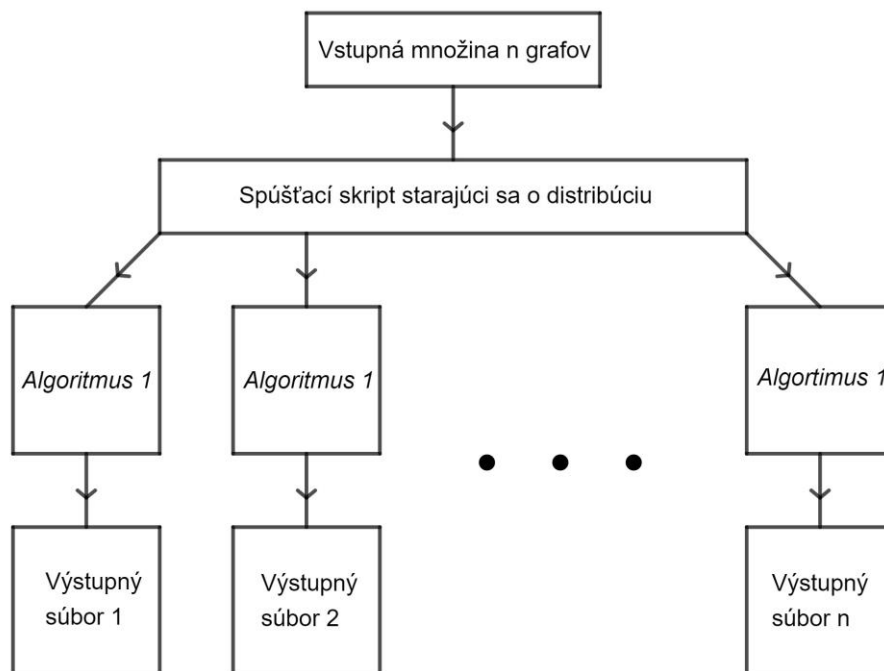 Vstupná množina n grafov
Spúšťací skript starajúci sa o distribúciu
Algoritmus 1
Algoritmus 1
Algortimus 1
Výstupný
súbor 1
Výstupný
súbor 2
Výstupný
súbor n